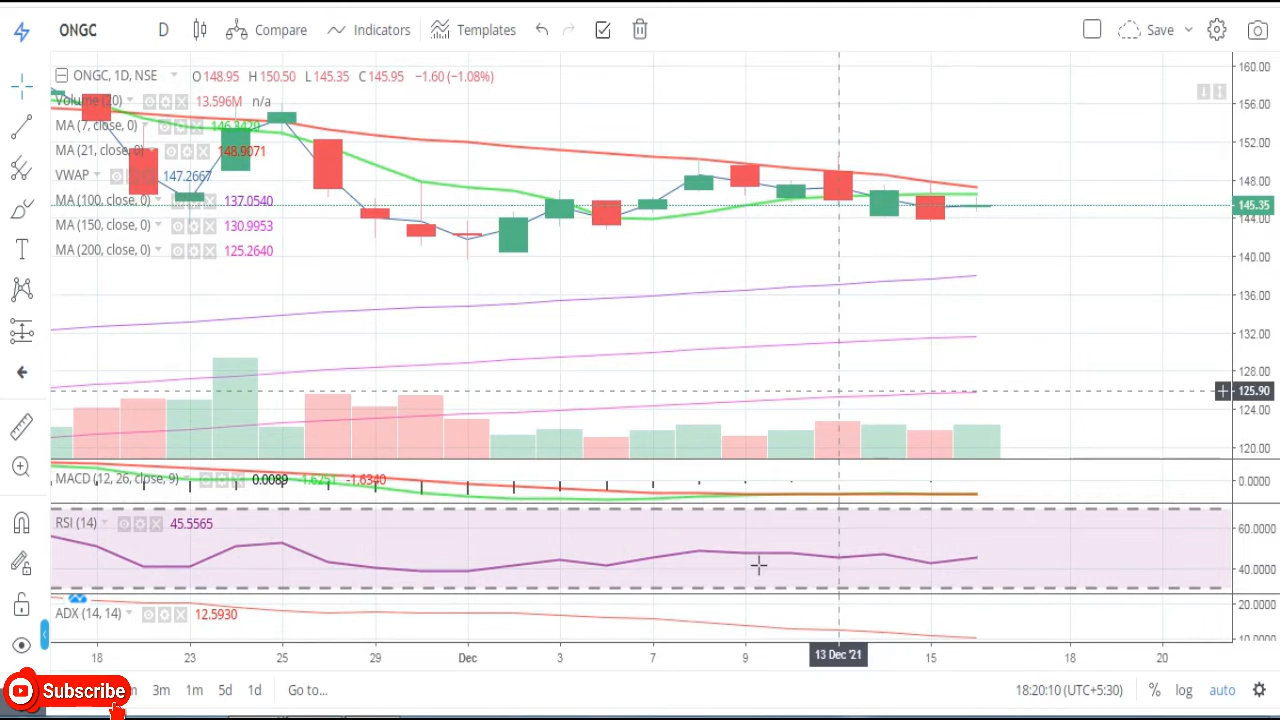 ONGC D Compare Indicators Templates Save
ONGC, 1D, NSE O 148.95 H 150.50 L 145.35 C 145.95 −1.60 (−1.08%)
Volume (20) 13.596M n/a
MA (7, close, 0) 146.3429
MA (21, close, 0) 148.9071
VWAP 147.2667
MA (100, close, 0) 137.0540
MA (150, close, 0) 130.9953
MA (200, close, 0) 125.2640
160.00
156.00
152.00
148.00
145.35
144.00
140.00
136.00
132.00
128.00
125.90
124.00
120.00
MACD (12, 26, close, 9) 0.0089 -1.6251 -1.6340
0.0000
RSI (14) 45.5565
60.0000
40.0000
ADX (14, 14) 12.5930
20.0000
10.0000
18 23 25 29 Dec 3 7 9 13 Dec '21 15 18 20
Subscribe 3m 1m 5d 1d Go to... 18:20:10 (UTC+5:30) % log auto